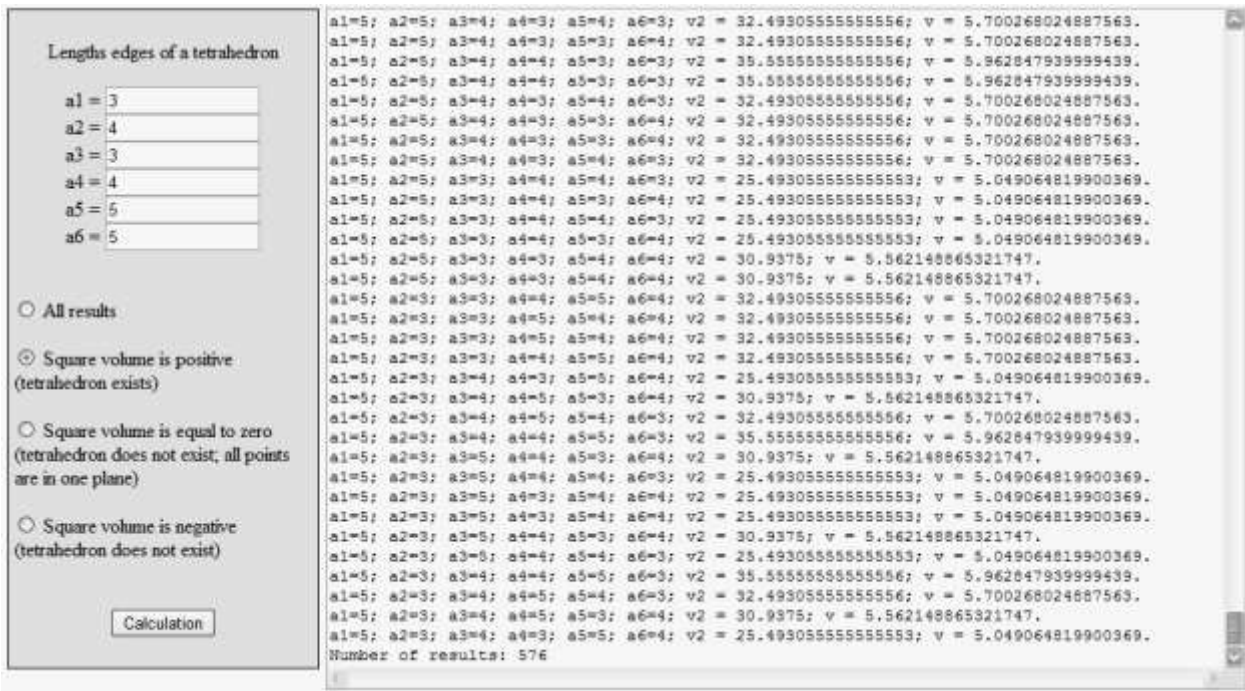 Lengths edges of a tetrahedron
a1 = 3
a2 = 4
a3 = 3
a4 = 4
a5 = 5
a6 = 5
All results
Square volume is positive
(tetrahedron exists)
Square volume is equal to zero
(tetrahedron does not exist; all points
are in one plane)
Square volume is negative
(tetrahedron does not exist)
Calculation
a1=5; a2=5; a3=4; a4=3; a5=4; a6=3; v2 = 32.49305555555556; v = 5.700268024887563.
a1=5; a2=5; a3=4; a4=3; a5=3; a6=4; v2 = 32.49305555555556; v = 5.700268024887563.
a1=5; a2=5; a3=4; a4=4; a5=3; a6=3; v2 = 35.55555555555556; v = 5.962847939999439.
a1=5; a2=5; a3=4; a4=4; a5=3; a6=3; v2 = 35.55555555555556; v = 5.962847939999439.
a1=5; a2=5; a3=4; a4=3; a5=4; a6=3; v2 = 32.49305555555556; v = 5.700268024887563.
a1=5; a2=5; a3=4; a4=3; a5=3; a6=4; v2 = 32.49305555555556; v = 5.700268024887563.
a1=5; a2=5; a3=4; a4=3; a5=3; a6=4; v2 = 32.49305555555556; v = 5.700268024887563.
a1=5; a2=5; a3=4; a4=3; a5=4; a6=3; v2 = 32.49305555555556; v = 5.700268024887563.
a1=5; a2=5; a3=3; a4=4; a5=4; a6=3; v2 = 25.493055555555553; v = 5.049064819900369.
a1=5; a2=5; a3=3; a4=4; a5=3; a6=4; v2 = 25.493055555555553; v = 5.049064819900369.
a1=5; a2=5; a3=3; a4=4; a5=4; a6=3; v2 = 25.493055555555553; v = 5.049064819900369.
a1=5; a2=5; a3=3; a4=4; a5=3; a6=4; v2 = 25.493055555555553; v = 5.049064819900369.
a1=5; a2=5; a3=3; a4=3; a5=4; a6=4; v2 = 30.9375; v = 5.562148865321747.
a1=5; a2=5; a3=3; a4=3; a5=4; a6=4; v2 = 30.9375; v = 5.562148865321747.
a1=5; a2=3; a3=3; a4=4; a5=5; a6=4; v2 = 32.49305555555556; v = 5.700268024887563.
a1=5; a2=3; a3=3; a4=5; a5=4; a6=4; v2 = 32.49305555555556; v = 5.700268024887563.
a1=5; a2=3; a3=3; a4=5; a5=4; a6=4; v2 = 32.49305555555556; v = 5.700268024887563.
a1=5; a2=3; a3=3; a4=4; a5=5; a6=4; v2 = 32.49305555555556; v = 5.700268024887563.
a1=5; a2=3; a3=4; a4=3; a5=5; a6=4; v2 = 25.493055555555553; v = 5.049064819900369.
a1=5; a2=3; a3=4; a4=5; a5=3; a6=4; v2 = 30.9375; v = 5.562148865321747.
a1=5; a2=3; a3=4; a4=5; a5=4; a6=3; v2 = 32.49305555555556; v = 5.700268024887563.
a1=5; a2=3; a3=4; a4=4; a5=5; a6=3; v2 = 35.55555555555556; v = 5.962847939999439.
a1=5; a2=3; a3=5; a4=4; a5=3; a6=4; v2 = 30.9375; v = 5.562148865321747.
a1=5; a2=3; a3=5; a4=3; a5=4; a6=4; v2 = 25.493055555555553; v = 5.049064819900369.
a1=5; a2=3; a3=5; a4=3; a5=4; a6=4; v2 = 25.493055555555553; v = 5.049064819900369.
a1=5; a2=3; a3=5; a4=4; a5=3; a6=4; v2 = 30.9375; v = 5.562148865321747.
a1=5; a2=3; a3=4; a4=3; a5=5; a6=4; v2 = 25.493055555555553; v = 5.049064819900369.
a1=5; a2=3; a3=4; a4=4; a5=5; a6=3; v2 = 35.55555555555556; v = 5.962847939999439.
a1=5; a2=3; a3=4; a4=5; a5=4; a6=3; v2 = 32.49305555555556; v = 5.700268024887563.
a1=5; a2=3; a3=4; a4=5; a5=3; a6=4; v2 = 30.9375; v = 5.562148865321747.
a1=5; a2=3; a3=4; a4=3; a5=5; a6=4; v2 = 25.493055555555553; v = 5.049064819900369.
Number of results: 576